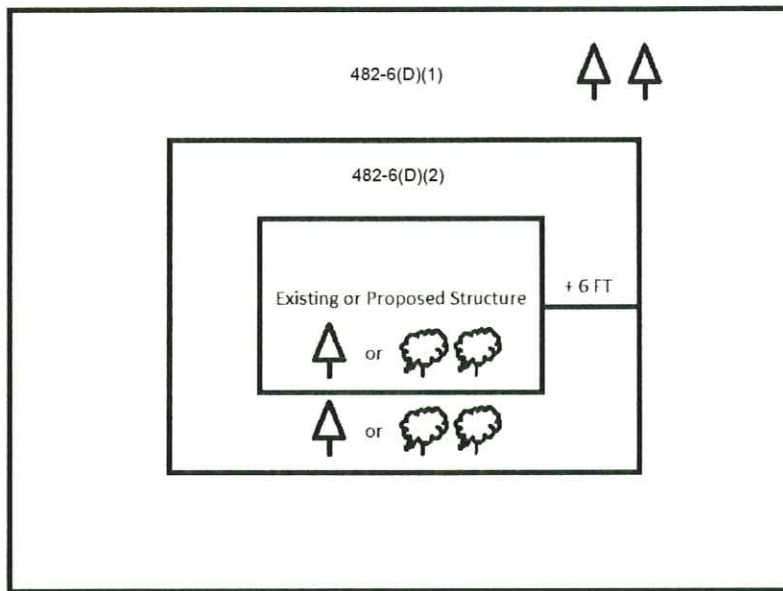 482-6(D)(1)
482-6(D)(2)
+ 6 FT
Existing or Proposed Structure
or
or